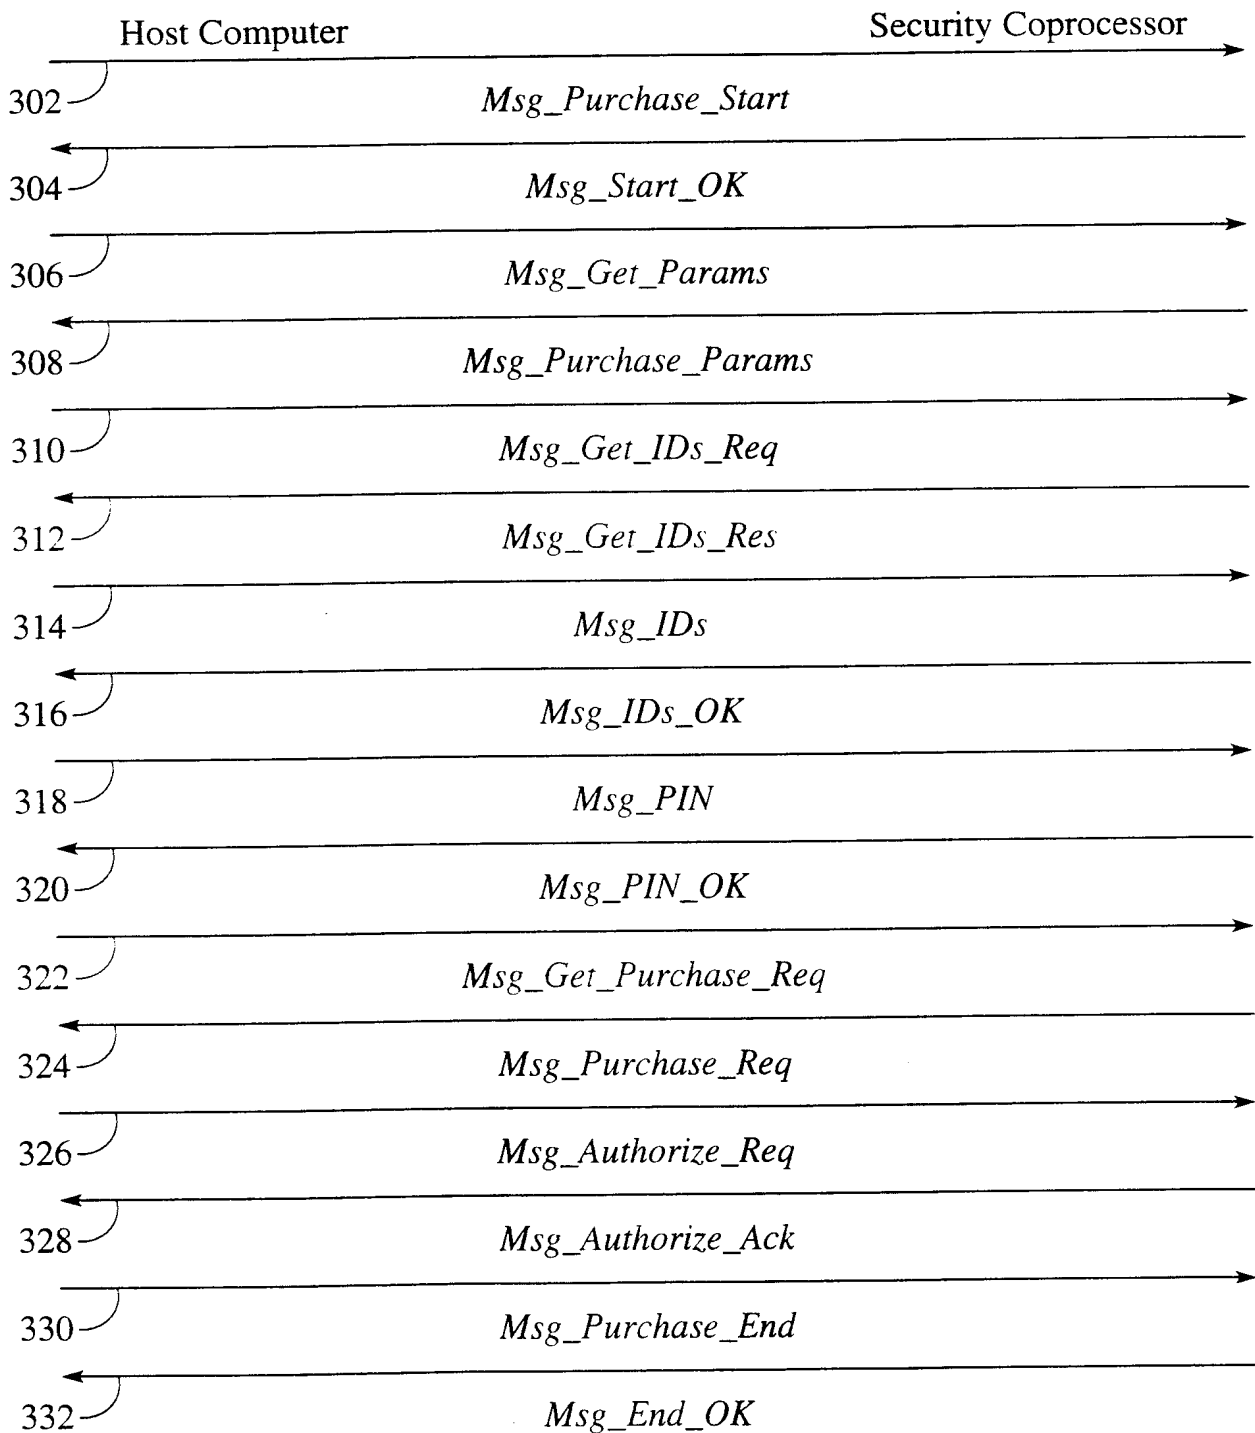 Host Computer
Security Coprocessor
302
Msg_Purchase_Start
304
Msg_Start_OK
306
Msg_Get_Params
308
Msg_Purchase_Params
310
Msg_Get_IDs_Req
312
Msg_Get_IDs_Res
314
Msg_IDs
316
Msg_IDs_OK
318
Msg_PIN
320
Msg_PIN_OK
322
Msg_Get_Purchase_Req
324
Msg_Purchase_Req
326
Msg_Authorize_Req
328
Msg_Authorize_Ack
330
Msg_Purchase_End
332
Msg_End_OK